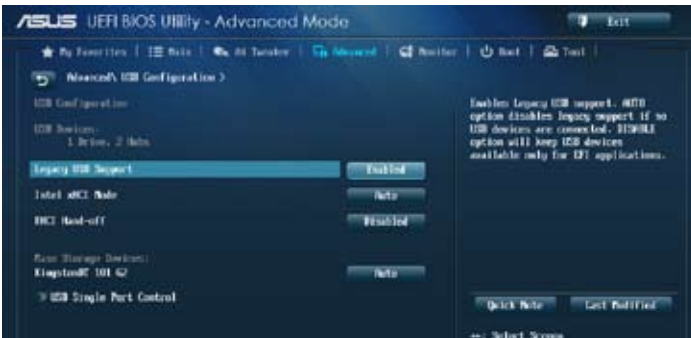 ASUS UEFI BIOS Utility - Advanced Mode
Exit
My Favorites | Main | Ai Tweaker | Advanced | Monitor | Boot | Tool
Advanced\ USB Configuration >
USB Configuration
USB Devices:
1 Drive, 2 Hubs
Legacy USB Support
Enabled
Intel xHCI Mode
Auto
EHCI Hand-off
Disabled
Mass Storage Devices:
101 G2
Auto
> USB Single Port Control
Enables Legacy USB support. AUTO
option disables legacy support if no
USB devices are connected. DISABLE
option will keep USB devices
available only for EFI applications.
Quick Note
Last Modified
Select Screen